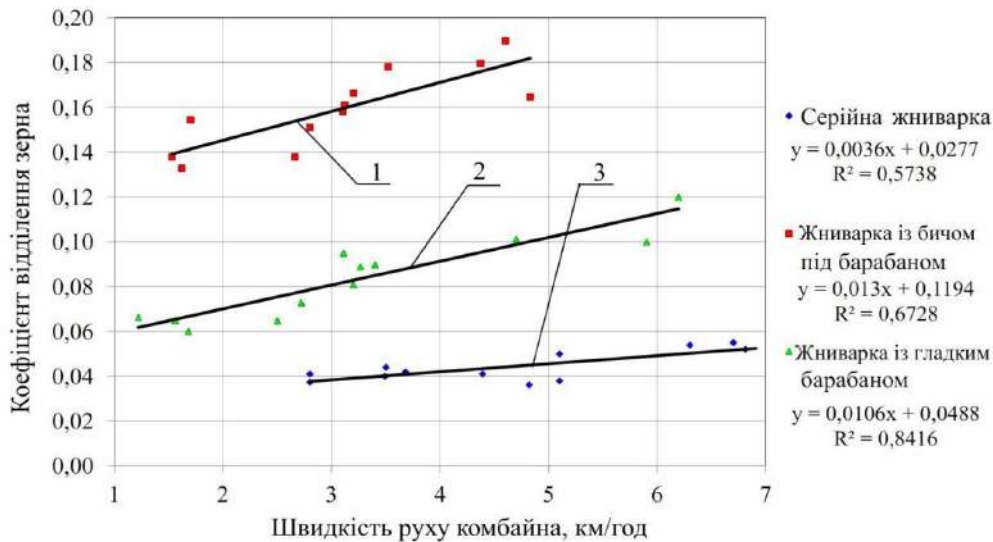 0,20
0,18
0,16
0,14
0,12
0,10
0,08
0,06
0,04
0,02
0,00
Коефіцієнт відділення зерна
1
2
3
1 2 3 4 5 6 7
Швидкість руху комбайна, км/год
Серійна жниварка
y = 0,0036x + 0,0277
R² = 0,5738
Жниварка із бичом
під барабаном
y = 0,013x + 0,1194
R² = 0,6728
Жниварка із гладким
барабаном
y = 0,0106x + 0,0488
R² = 0,8416